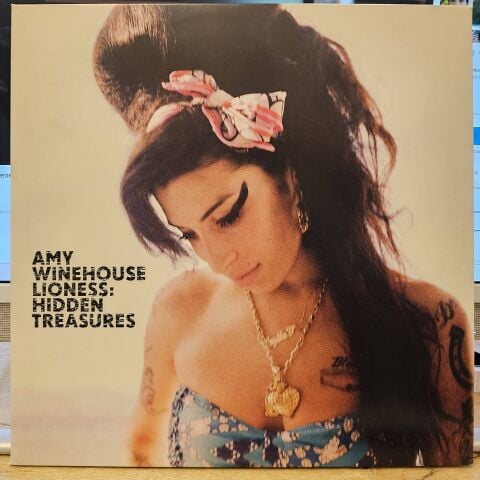 AMY
WINEHOUSE
LIONESS:
HIDDEN
TREASURES